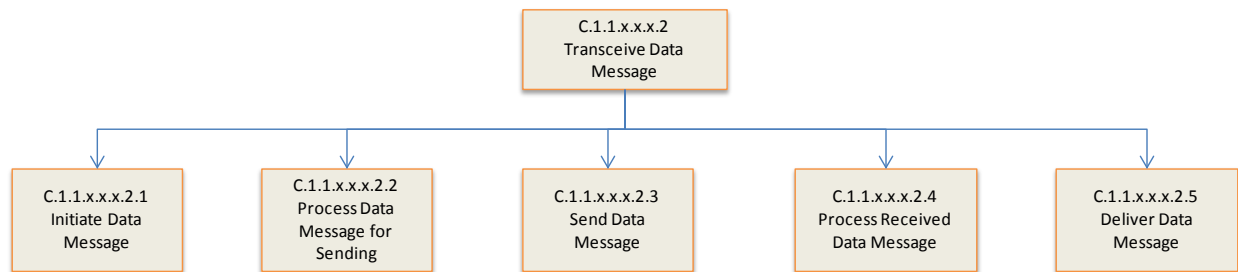 C.1.1.x.x.x.2
Transceive Data
Message
C.1.1.x.x.x.2.1
Initiate Data
Message
C.1.1.x.x.x.2.2
Process Data
Message for
Sending
C.1.1.x.x.x.2.3
Send Data
Message
C.1.1.x.x.x.2.4
Process Received
Data Message
C.1.1.x.x.x.2.5
Deliver Data
Message